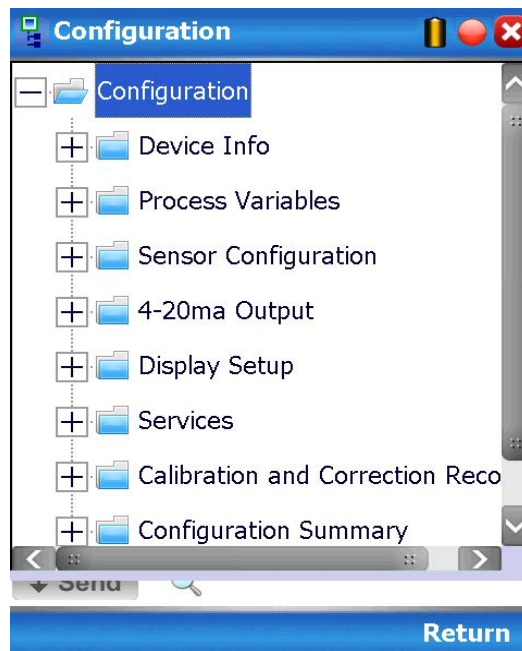 Configuration
Configuration
Device Info
Process Variables
Sensor Configuration
4-20ma Output
Display Setup
Services
Calibration and Correction Reco
Configuration Summary
Send
Return